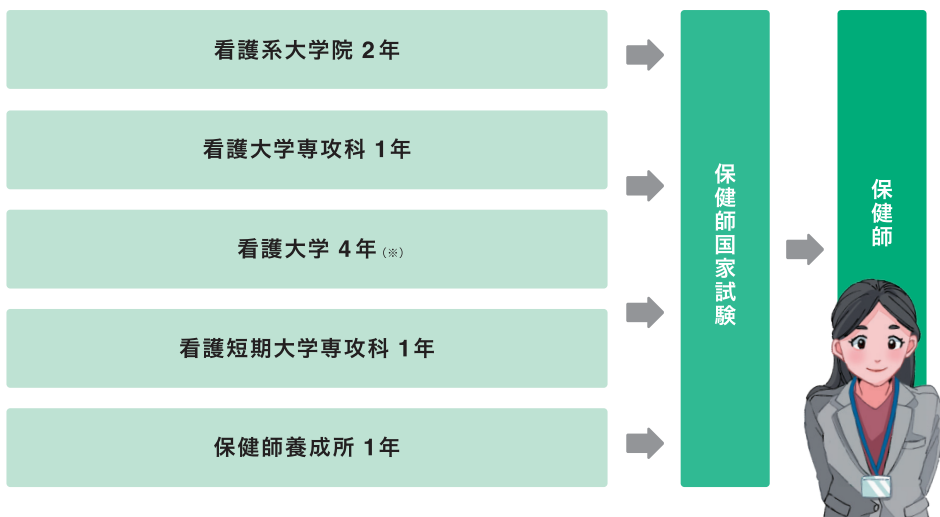 看護系大学院 2年
看護大学専攻科 1年
看護大学 4年(※)
看護短期大学専攻科 1年
保健師養成所 1年
保健師国家試験
保健師